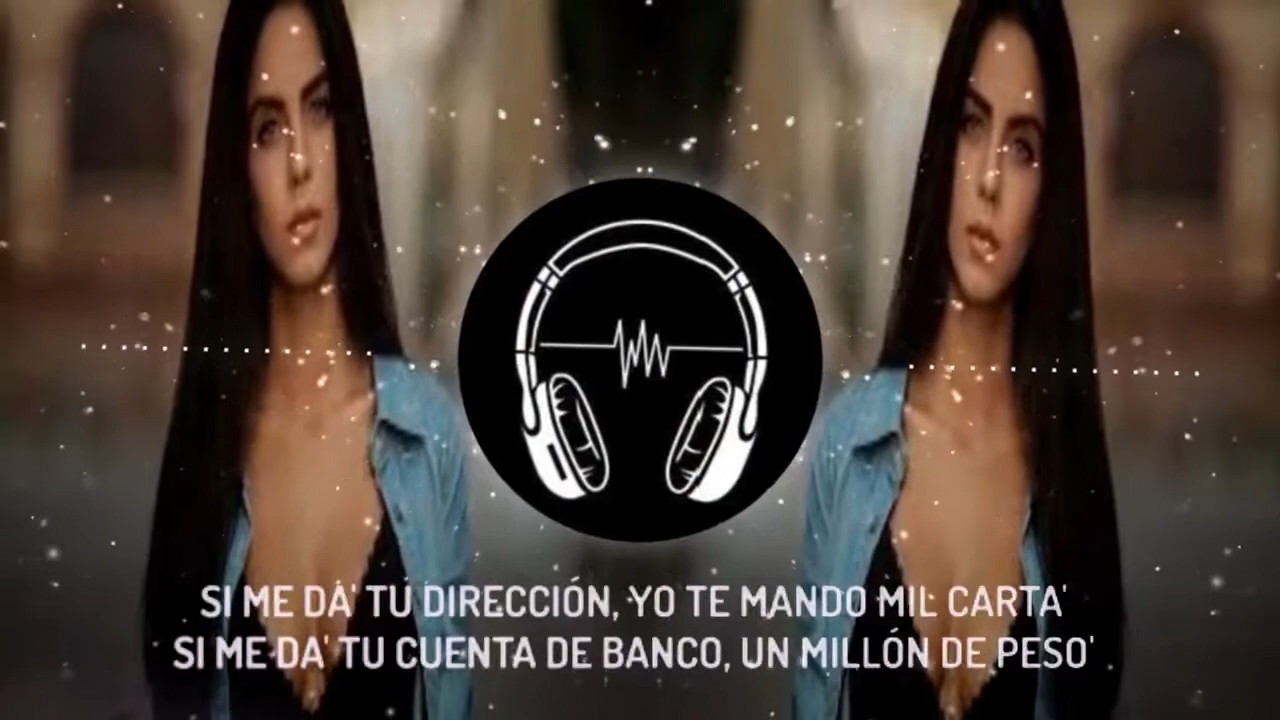 SI ME DA' TU DIRECCIÓN, YO TE MANDO MIL CARTA'
SI ME DA' TU CUENTA DE BANCO, UN MILLÓN DE PESO'